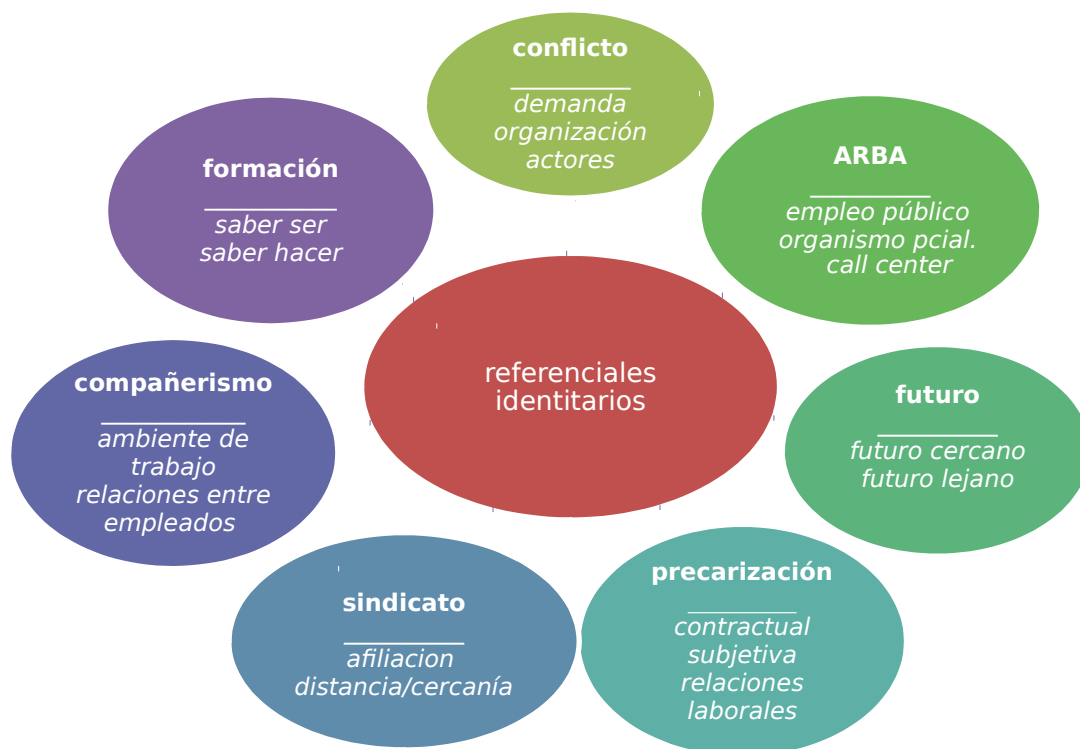 conflicto
demanda
organización
actores
ARBA
empleo público
organismo pcial.
call center
futuro
futuro cercano
futuro lejano
precarización
contractual
subjetiva
relaciones
laborales
sindicato
afiliacion
distancia/cercanía
compañerismo
ambiente de
trabajo
relaciones entre
empleados
formación
saber ser
saber hacer
referenciales
identitarios